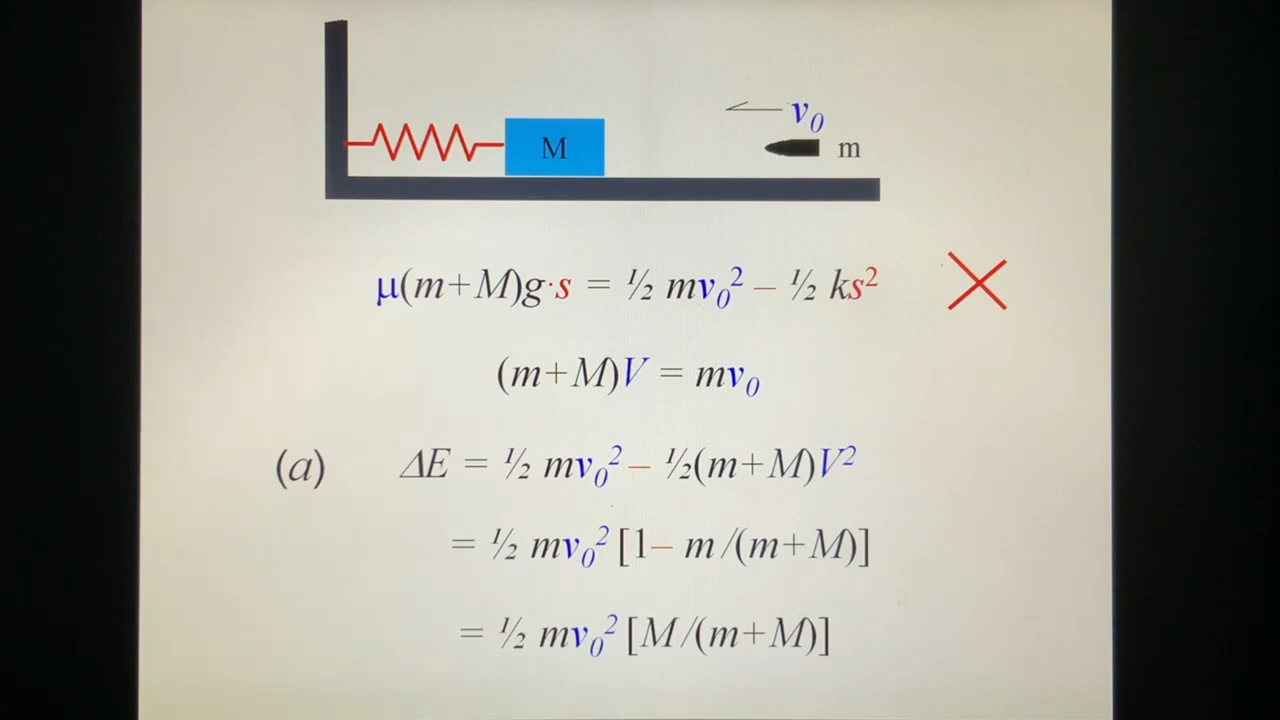 v₀
M
m
μ(m+M)g·s = ½ mv₀² – ½ ks²
(m+M)V = mv₀
(a) ΔE = ½ mv₀² – ½(m+M)V²
= ½ mv₀² [1– m/(m+M)]
= ½ mv₀² [M/(m+M)]